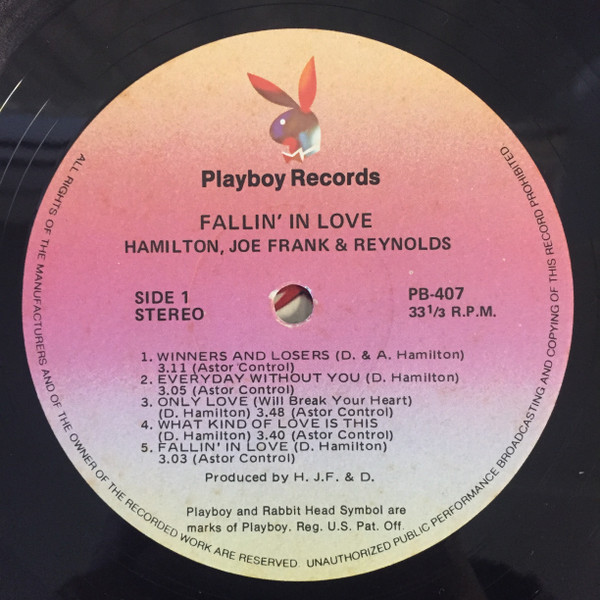 Playboy Records
FALLIN' IN LOVE
HAMILTON, JOE FRANK & REYNOLDS
SIDE 1
STEREO
PB-407
33 1/3 R.P.M.
1. WINNERS AND LOSERS (D. & A. Hamilton)
3.11 (Astor Control)
2. EVERYDAY WITHOUT YOU (D. Hamilton)
3.05 (Astor Control)
3. ONLY LOVE (Will Break Your Heart)
(D. Hamilton) 3.48 (Astor Control)
4. WHAT KIND OF LOVE IS THIS
(D. Hamilton) 3.40 (Astor Control)
5. FALLIN' IN LOVE (D. Hamilton)
3.03 (Astor Control)
Produced by H. J.F. & D.
Playboy and Rabbit Head Symbol are
marks of Playboy. Reg. U.S. Pat. Off.
ALL RIGHTS OF THE MANUFACTURERS AND OF THE OWNER OF THE RECORDED WORK ARE RESERVED. UNAUTHORIZED PUBLIC PERFORMANCE BROADCASTING AND COPYING OF THIS RECORD PROHIBITED